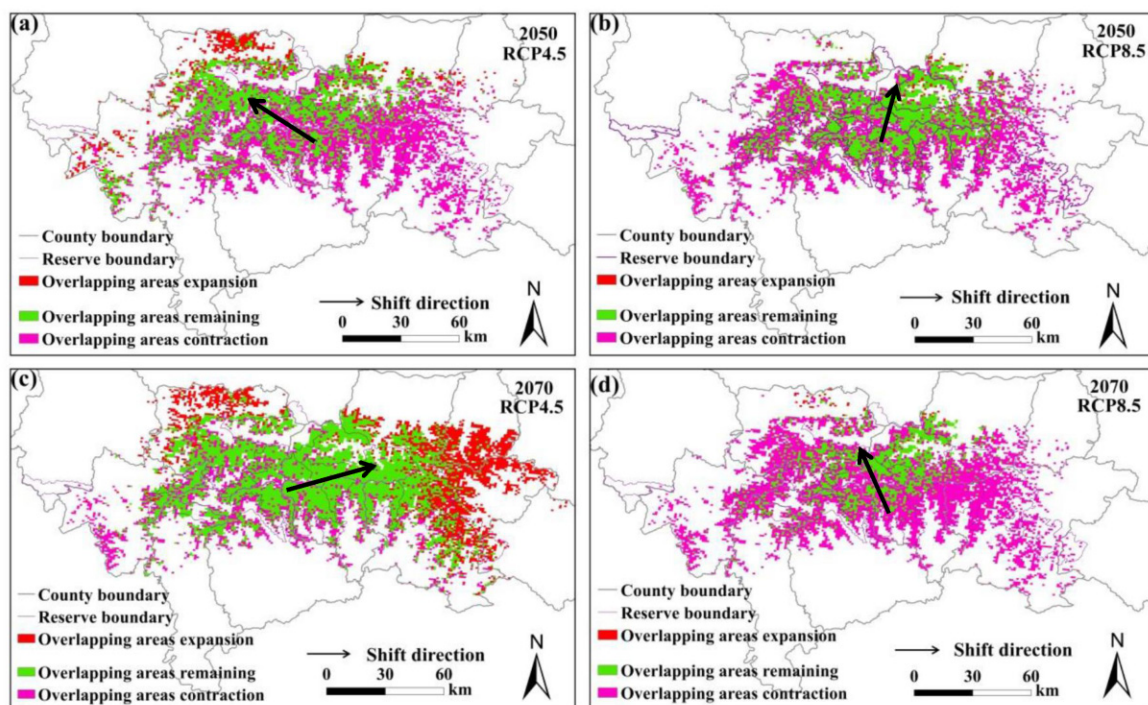 (a)
2050
RCP4.5
County boundary
Reserve boundary
Overlapping areas expansion
Overlapping areas remaining
Overlapping areas contraction
Shift direction
0 30 60
km
N
(b)
2050
RCP8.5
County boundary
Reserve boundary
Overlapping areas expansion
Overlapping areas remaining
Overlapping areas contraction
Shift direction
0 30 60
km
N
(c)
2070
RCP4.5
County boundary
Reserve boundary
Overlapping areas expansion
Overlapping areas remaining
Overlapping areas contraction
Shift direction
0 30 60
km
N
(d)
2070
RCP8.5
County boundary
Reserve boundary
Overlapping areas expansion
Overlapping areas remaining
Overlapping areas contraction
Shift direction
0 30 60
km
N